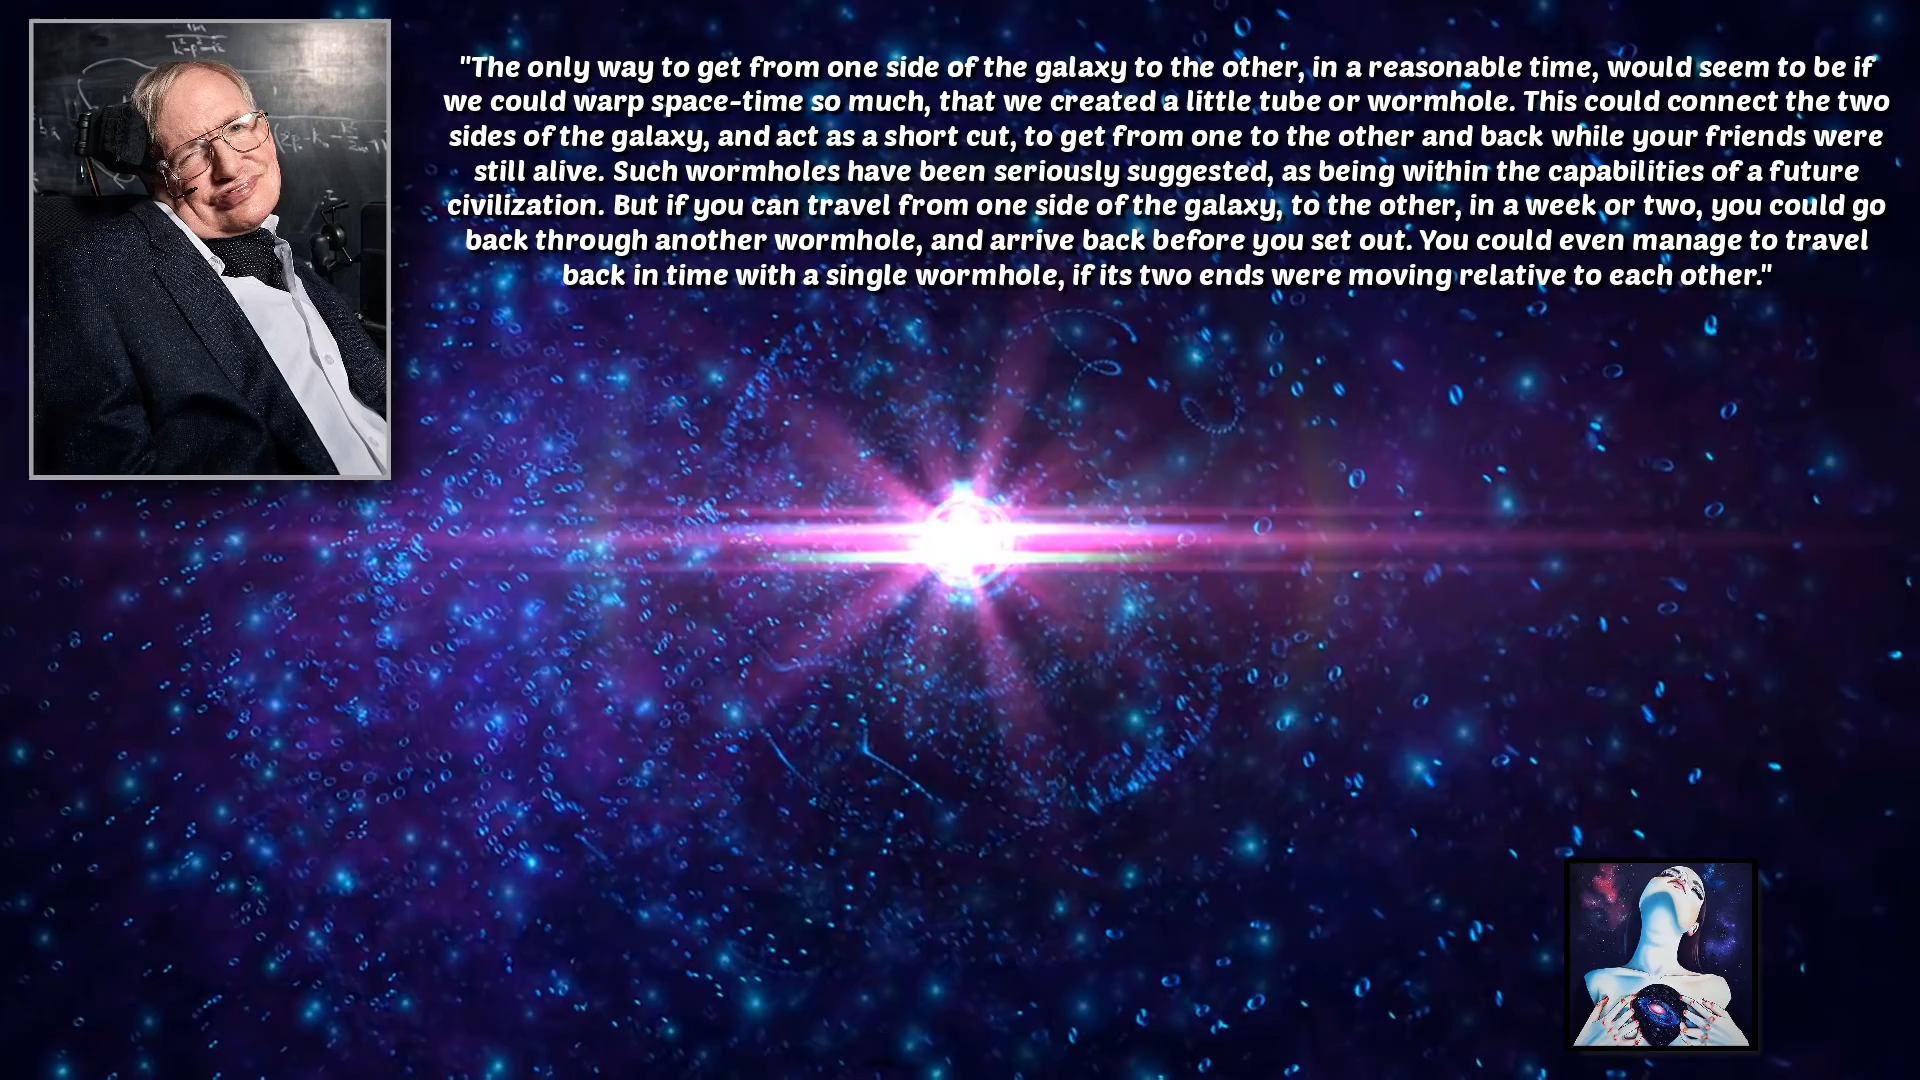 "The only way to get from one side of the galaxy to the other, in a reasonable time, would seem to be if
we could warp space-time so much, that we created a little tube or wormhole. This could connect the two
sides of the galaxy, and act as a short cut, to get from one to the other and back while your friends were
still alive. Such wormholes have been seriously suggested, as being within the capabilities of a future
civilization. But if you can travel from one side of the galaxy, to the other, in a week or two, you could go
back through another wormhole, and arrive back before you set out. You could even manage to travel
back in time with a single wormhole, if its two ends were moving relative to each other."